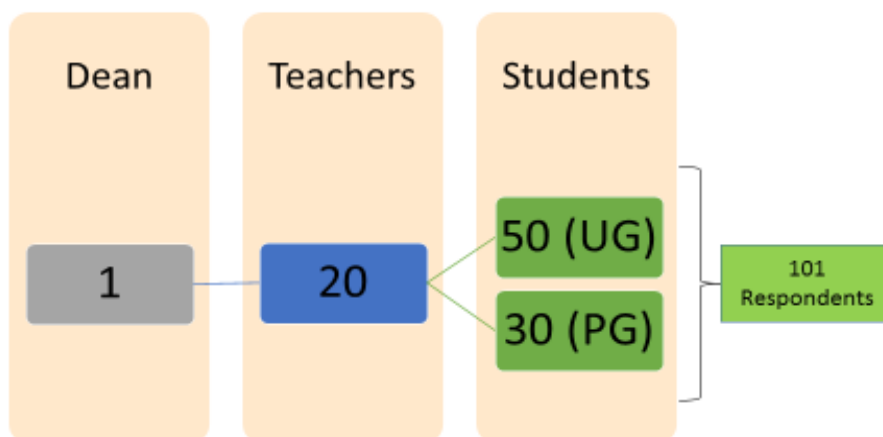 Dean
Teachers
Students
1
20
50 (UG)
30 (PG)
101
Respondents